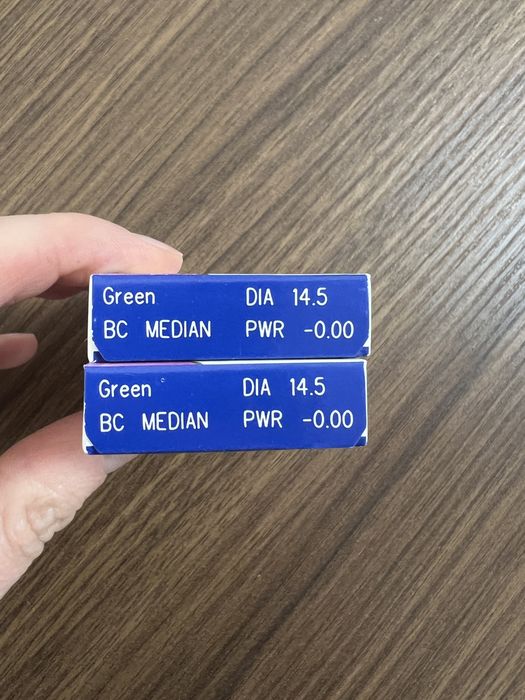 Green DIA 14.5
BC MEDIAN PWR -0.00
Green DIA 14.5
BC MEDIAN PWR -0.00